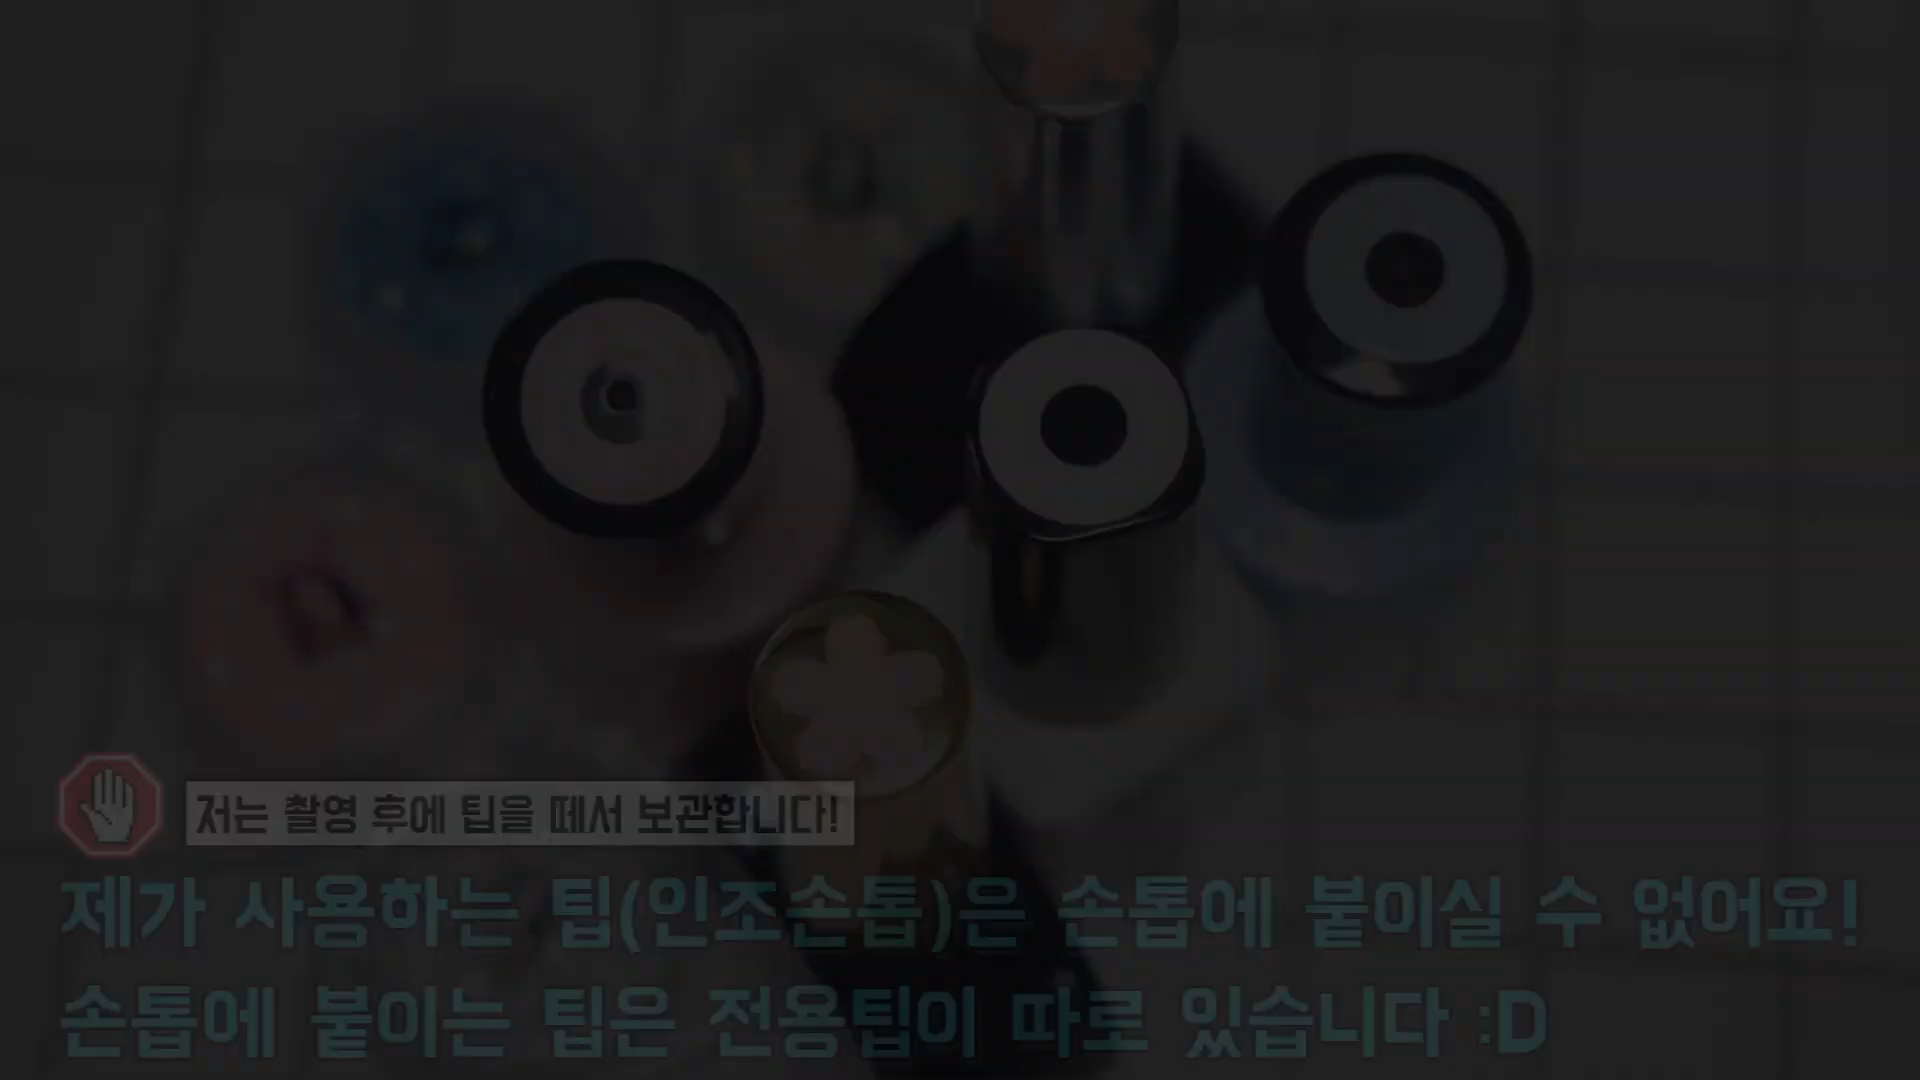 저는 촬영 후에 팁을 떼서 보관합니다!
제가 사용하는 팁(인조손톱)은 손톱에 붙이실 수 없어요!
손톱에 붙이는 팁은 전용팁이 따로 있습니다 :D